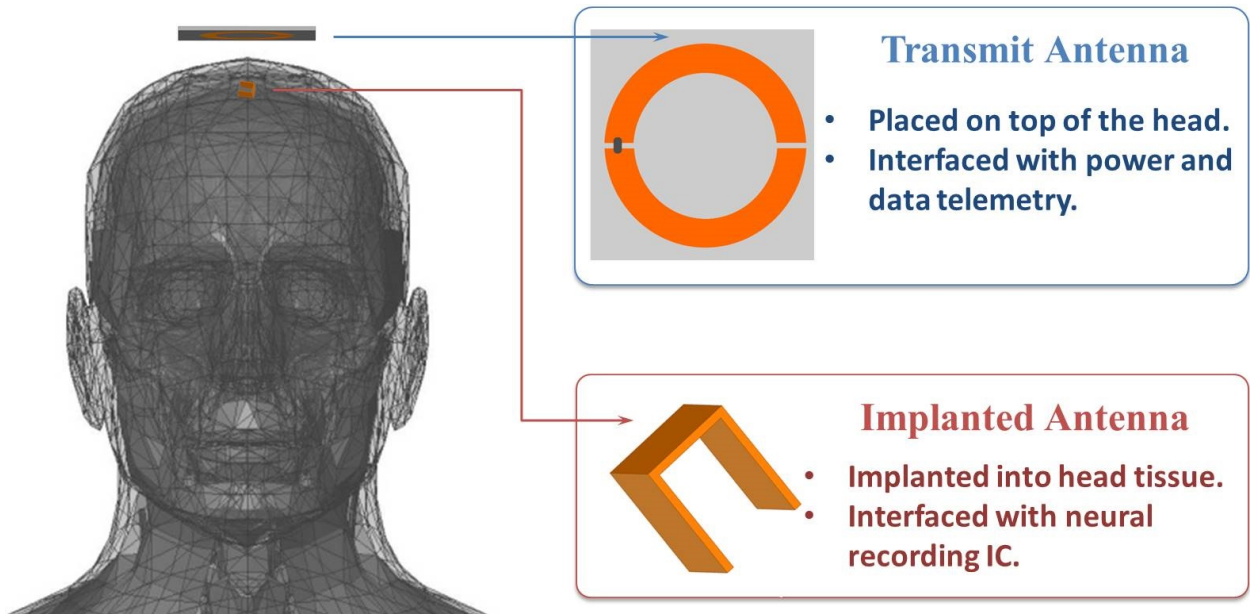 Transmit Antenna
• Placed on top of the head.
• Interfaced with power and
data telemetry.
Implanted Antenna
• Implanted into head tissue.
• Interfaced with neural
recording IC.